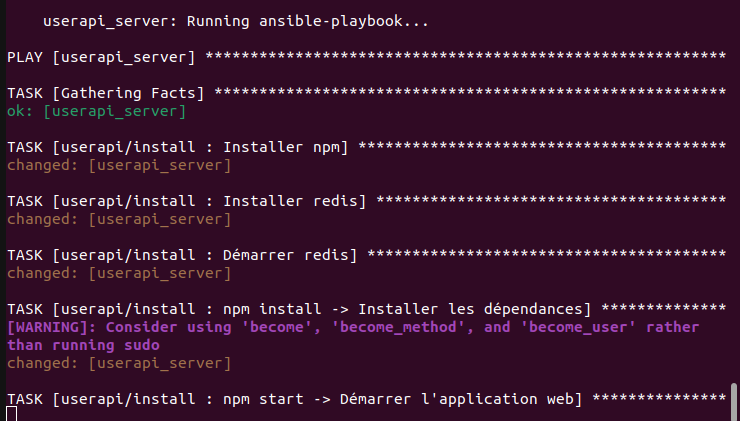 userapi_server: Running ansible-playbook...
PLAY [userapi_server] **********************************************************
TASK [Gathering Facts] *********************************************************
ok: [userapi_server]
TASK [userapi/install : Installer npm] *****************************************
changed: [userapi_server]
TASK [userapi/install : Installer redis] ***************************************
changed: [userapi_server]
TASK [userapi/install : Démarrer redis] ****************************************
changed: [userapi_server]
TASK [userapi/install : npm install -> Installer les dépendances] **************
[WARNING]: Consider using 'become', 'become_method', and 'become_user' rather
than running sudo
changed: [userapi_server]
TASK [userapi/install : npm start -> Démarrer l'application web] ***************